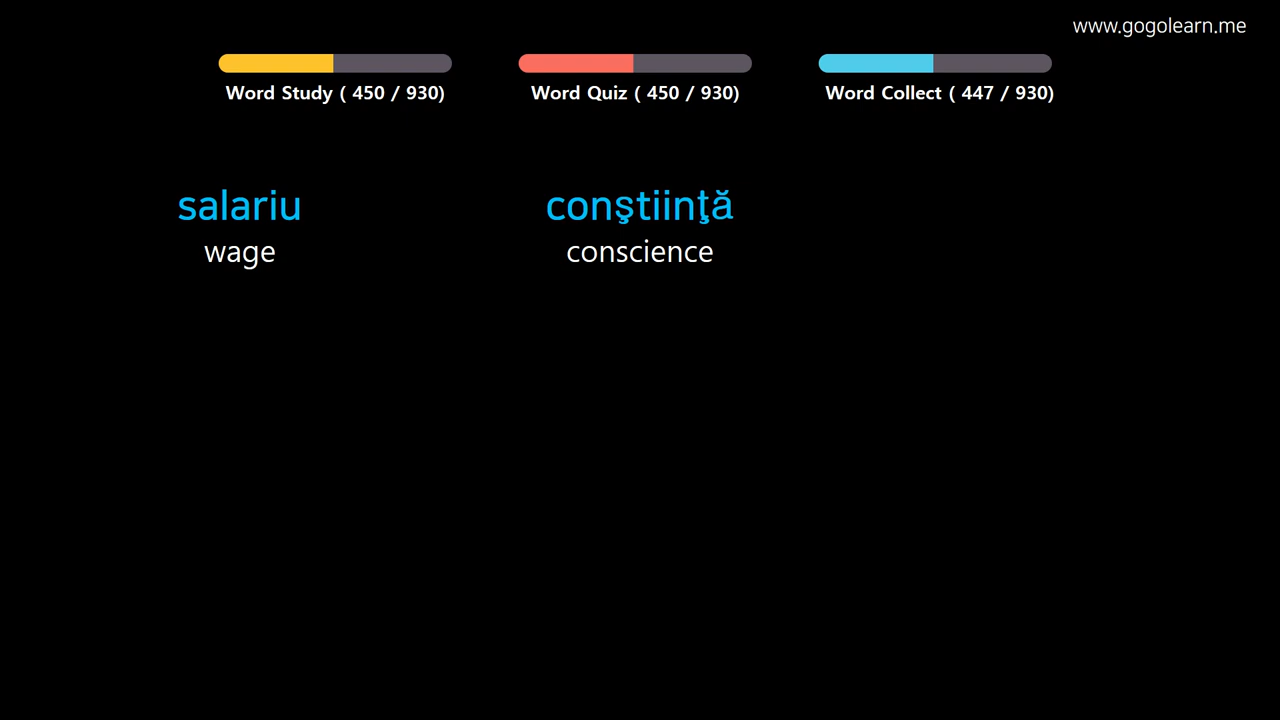 www.gogolearn.me
Word Study ( 450 / 930)
Word Quiz ( 450 / 930)
Word Collect ( 447 / 930)
salariu
wage
conştiinţă
conscience